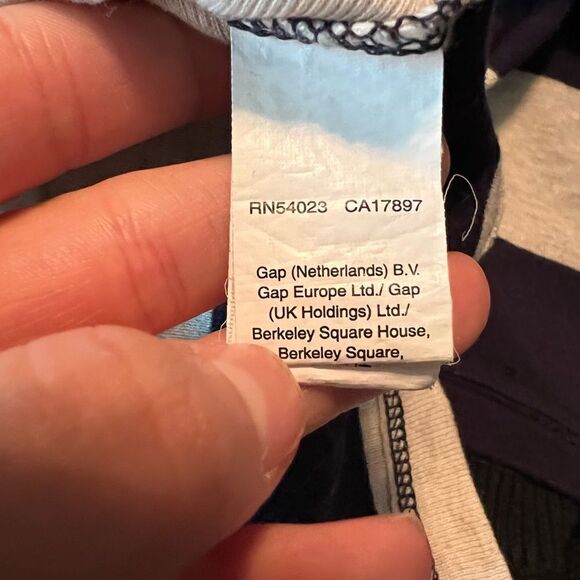 RN54023 CA17897
Gap (Netherlands) B.V.
Gap Europe Ltd./ Gap
(UK Holdings) Ltd./
Berkeley Square House,
Berkeley Square,